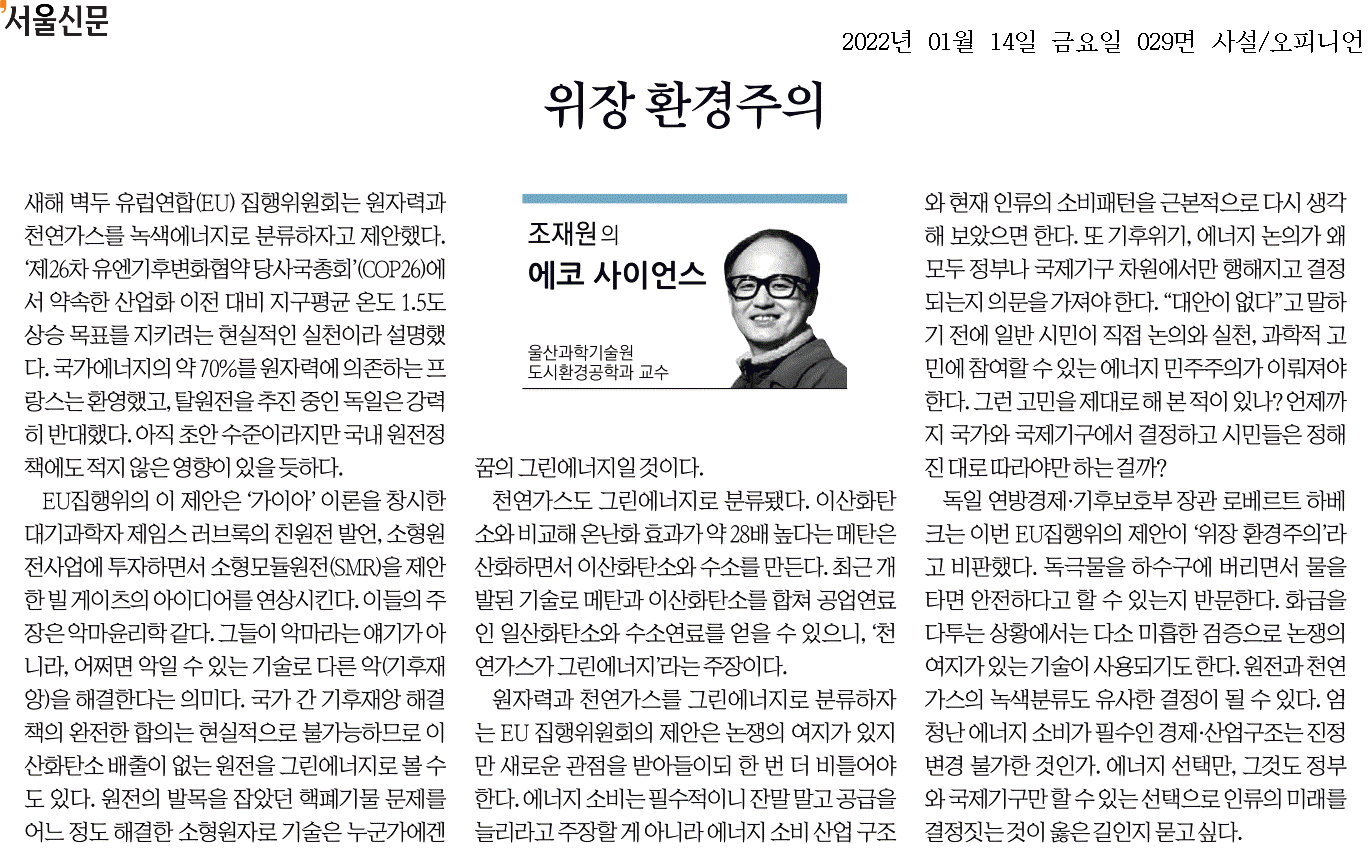 서울신문
2022년 01월 14일 금요일 029면 사설/오피니언
위장 환경주의
새해 벽두 유럽연합(EU) 집행위원회는 원자력과
천연가스를 녹색에너지로 분류하자고 제안했다.
‘제26차 유엔기후변화협약 당사국총회’(COP26)에
서 약속한 산업화 이전 대비 지구평균 온도 1.5도
상승 목표를 지키려는 현실적인 실천이라 설명했
다. 국가에너지의 약 70%를 원자력에 의존하는 프
랑스는 환영했고, 탈원전을 추진 중인 독일은 강력
히 반대했다. 아직 초안 수준이라지만 국내 원전정
책에도 적지 않은 영향이 있을 듯하다.
EU집행위의 이 제안은 ‘가이아’ 이론을 창시한
대기과학자 제임스 러브록의 친원전 발언, 소형원
전사업에 투자하면서 소형모듈원전(SMR)을 제안
한 빌 게이츠의 아이디어를 연상시킨다. 이들의 주
장은 악마윤리학 같다. 그들이 악마라는 얘기가 아
니라, 어쩌면 악일 수 있는 기술로 다른 악(기후재
앙)을 해결한다는 의미다. 국가 간 기후재앙 해결
책의 완전한 합의는 현실적으로 불가능하므로 이
산화탄소 배출이 없는 원전을 그린에너지로 볼 수
도 있다. 원전의 발목을 잡았던 핵폐기물 문제를
어느 정도 해결한 소형원자로 기술은 누군가에겐
조재원의
에코 사이언스
울산과학기술원
도시환경공학과 교수
꿈의 그린에너지일 것이다.
천연가스도 그린에너지로 분류됐다. 이산화탄
소와 비교해 온난화 효과가 약 28배 높다는 메탄은
산화하면서 이산화탄소와 수소를 만든다. 최근 개
발된 기술로 메탄과 이산화탄소를 합쳐 공업연료
인 일산화탄소와 수소연료를 얻을 수 있으니, ‘천
연가스가 그린에너지’라는 주장이다.
원자력과 천연가스를 그린에너지로 분류하자
는 EU 집행위원회의 제안은 논쟁의 여지가 있지
만 새로운 관점을 받아들이되 한 번 더 비틀어야
한다. 에너지 소비는 필수적이니 잔말 말고 공급을
늘리라고 주장할 게 아니라 에너지 소비 산업 구조
와 현재 인류의 소비패턴을 근본적으로 다시 생각
해 보았으면 한다. 또 기후위기, 에너지 논의가 왜
모두 정부나 국제기구 차원에서만 행해지고 결정
되는지 의문을 가져야 한다. “대안이 없다”고 말하
기 전에 일반 시민이 직접 논의와 실천, 과학적 고
민에 참여할 수 있는 에너지 민주주의가 이뤄져야
한다. 그런 고민을 제대로 해 본 적이 있나? 언제까
지 국가와 국제기구에서 결정하고 시민들은 정해
진 대로 따라야만 하는 걸까?
독일 연방경제·기후보호부 장관 로베르트 하베
크는 이번 EU집행위의 제안이 ‘위장 환경주의’라
고 비판했다. 독극물을 하수구에 버리면서 물을
타면 안전하다고 할 수 있는지 반문한다. 화급을
다투는 상황에서는 다소 미흡한 검증으로 논쟁의
여지가 있는 기술이 사용되기도 한다. 원전과 천연
가스의 녹색분류도 유사한 결정이 될 수 있다. 엄
청난 에너지 소비가 필수인 경제·산업구조는 진정
변경 불가한 것인가. 에너지 선택만, 그것도 정부
와 국제기구만 할 수 있는 선택으로 인류의 미래를
결정짓는 것이 옳은 길인지 묻고 싶다.